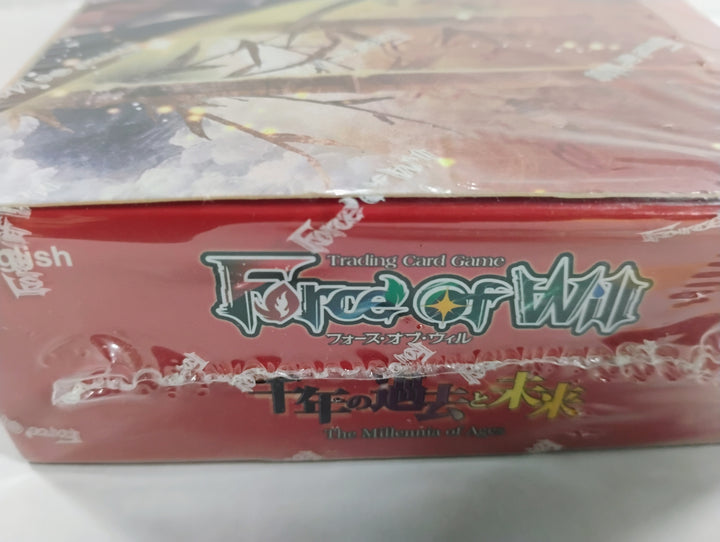 glish
Trading Card Game
Force of Will
フォース・オブ・ウィル
千年の過去と未来
The Millennia of Ages